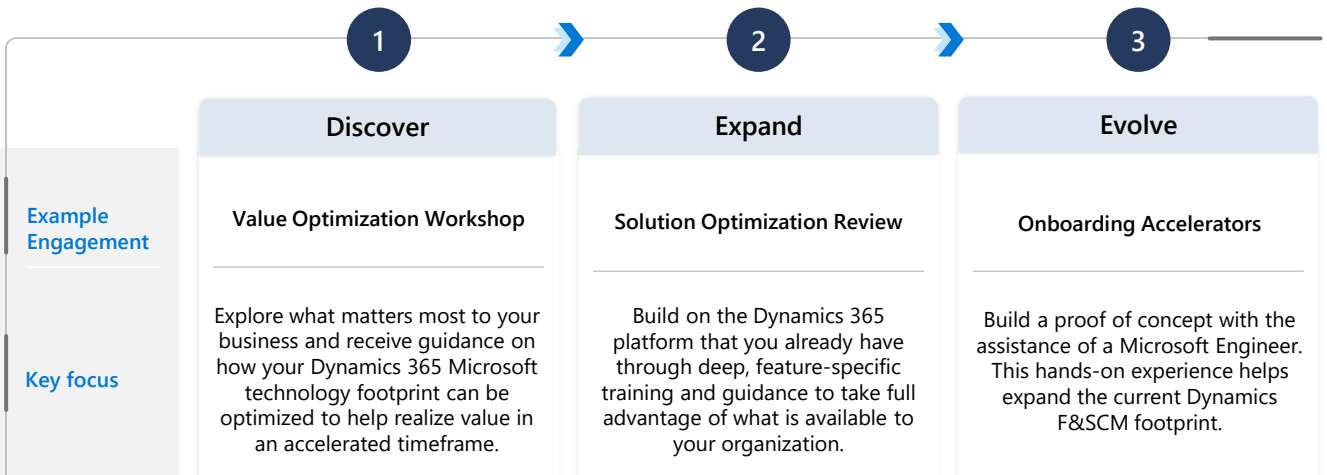 1
2
3
Discover
Expand
Evolve
Example
Engagement
Value Optimization Workshop
Solution Optimization Review
Onboarding Accelerators
Key focus
Explore what matters most to your
business and receive guidance on
how your Dynamics 365 Microsoft
technology footprint can be
optimized to help realize value in
an accelerated timeframe.
Build on the Dynamics 365
platform that you already have
through deep, feature-specific
training and guidance to take full
advantage of what is available to
your organization.
Build a proof of concept with the
assistance of a Microsoft Engineer.
This hands-on experience helps
expand the current Dynamics
F&SCM footprint.